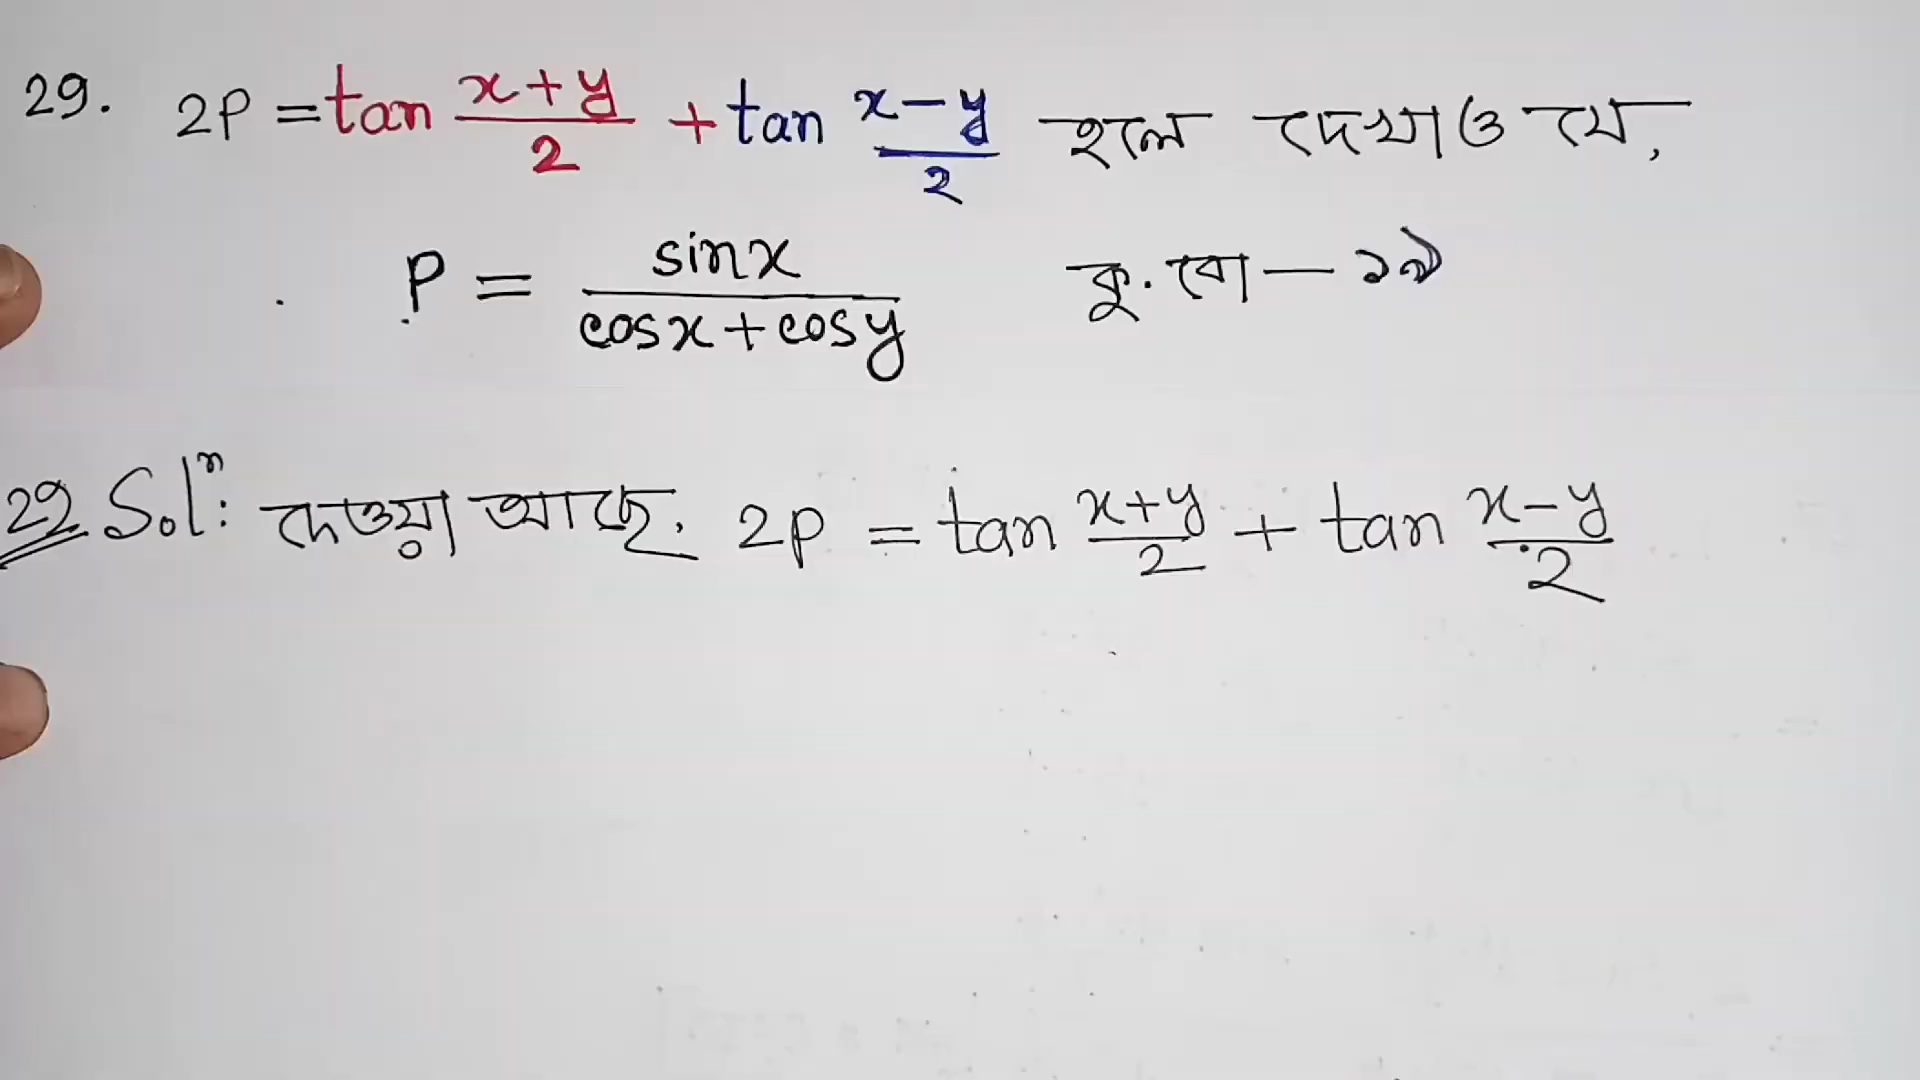 29. 2P = tan (x+y)/2 + tan (x-y)/2 হলে দেখাও যে,
P = sinx/(cosx+cosy) কু. বো — ১৯
29 Solⁿ: দেওয়া আছে, 2P = tan (x+y)/2 + tan (x-y)/2